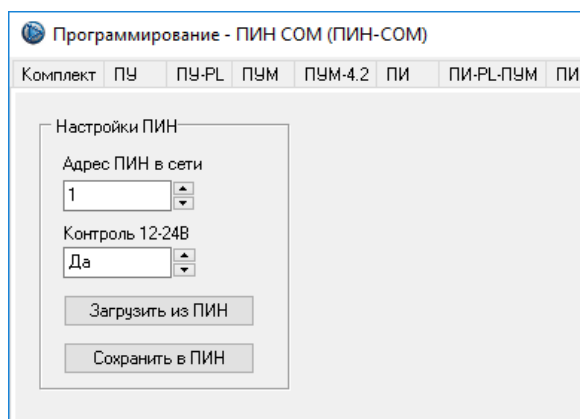 Программирование - ПИН COM (ПИН-COM)
Комплект ПУ ПУ-PL ПУМ ПУМ-4.2 ПИ ПИ-PL-ПУМ ПИ
Настройки ПИН
Адрес ПИН в сети
1
Контроль 12-24В
Да
Загрузить из ПИН
Сохранить в ПИН